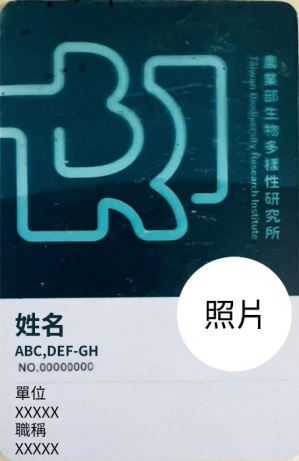 農業部生物多樣性研究所
Taiwan Biodiversity Research Institute
照片
姓名
ABC,DEF-GH
NO.00000000
單位
XXXXX
職稱
XXXXX